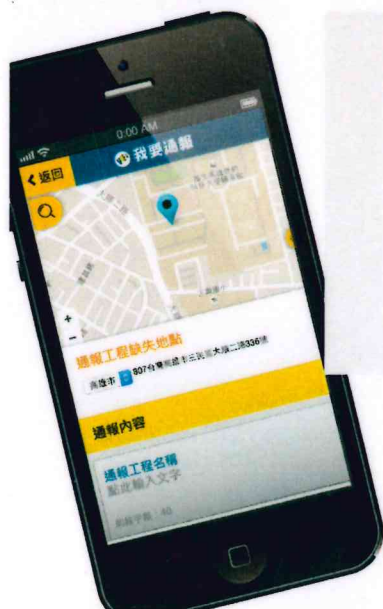 0:00 AM
返回
我要通報
+
-
通報工程缺失地點
高雄市 807台灣高雄市三民區大順二路336號
通報內容
通報工程名稱
點此輸入文字